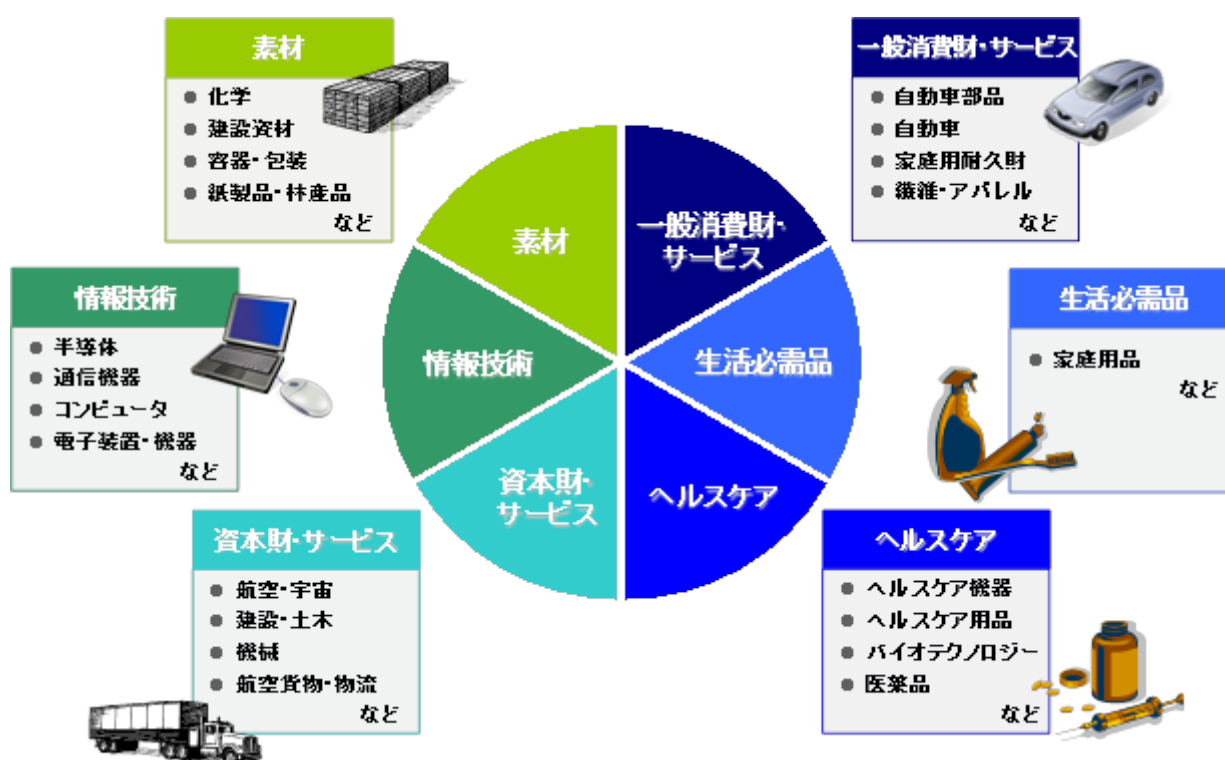 素材
化学
建設資材
容器・包装
紙製品・林産品
など
一般消費財・サービス
自動車部品
自動車
家庭用耐久財
繊維・アパレル
など
情報技術
半導体
通信機器
コンピュータ
電子装置・機器
など
生活必需品
家庭用品
など
資本財・サービス
航空・宇宙
建設・土木
機械
航空貨物・物流
など
ヘルスケア
ヘルスケア機器
ヘルスケア用品
バイオテクノロジー
医薬品
など
素材
一般消費財・
サービス
情報技術
生活必需品
資本財・
サービス
ヘルスケア